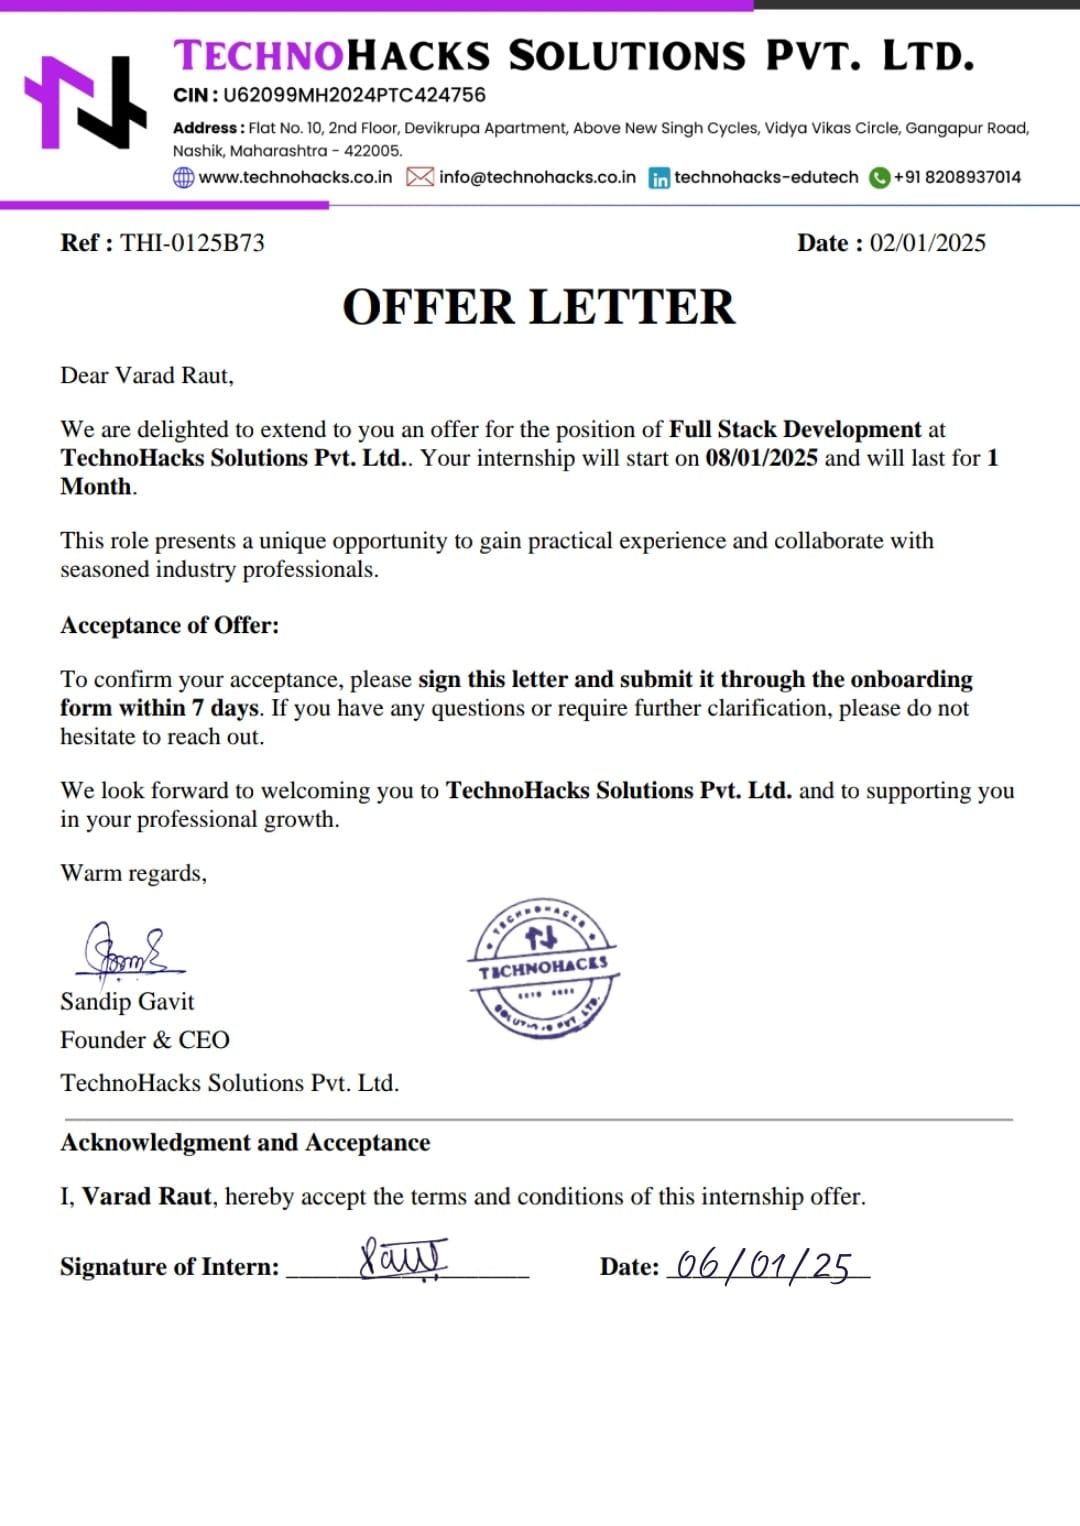 TECHNOHACKS SOLUTIONS PVT. LTD.
CIN : U62099MH2024PTC424756
Address : Flat No. 10, 2nd Floor, Devikrupa Apartment, Above New Singh Cycles, Vidya Vikas Circle, Gangapur Road,
Nashik, Maharashtra - 422005.
www.technohacks.co.in info@technohacks.co.in in technohacks-edutech +91 8208937014
Ref : THI-0125B73 Date : 02/01/2025
OFFER LETTER
Dear Varad Raut,
We are delighted to extend to you an offer for the position of Full Stack Development at
TechnoHacks Solutions Pvt. Ltd.. Your internship will start on 08/01/2025 and will last for 1
Month.
This role presents a unique opportunity to gain practical experience and collaborate with
seasoned industry professionals.
Acceptance of Offer:
To confirm your acceptance, please sign this letter and submit it through the onboarding
form within 7 days. If you have any questions or require further clarification, please do not
hesitate to reach out.
We look forward to welcoming you to TechnoHacks Solutions Pvt. Ltd. and to supporting you
in your professional growth.
Warm regards,
TECHNOHACKS
TECHNOHACKS
Sandip Gavit
Founder & CEO
TechnoHacks Solutions Pvt. Ltd.
Acknowledgment and Acceptance
I, Varad Raut, hereby accept the terms and conditions of this internship offer.
Signature of Intern: Raut Date: 06/01/25